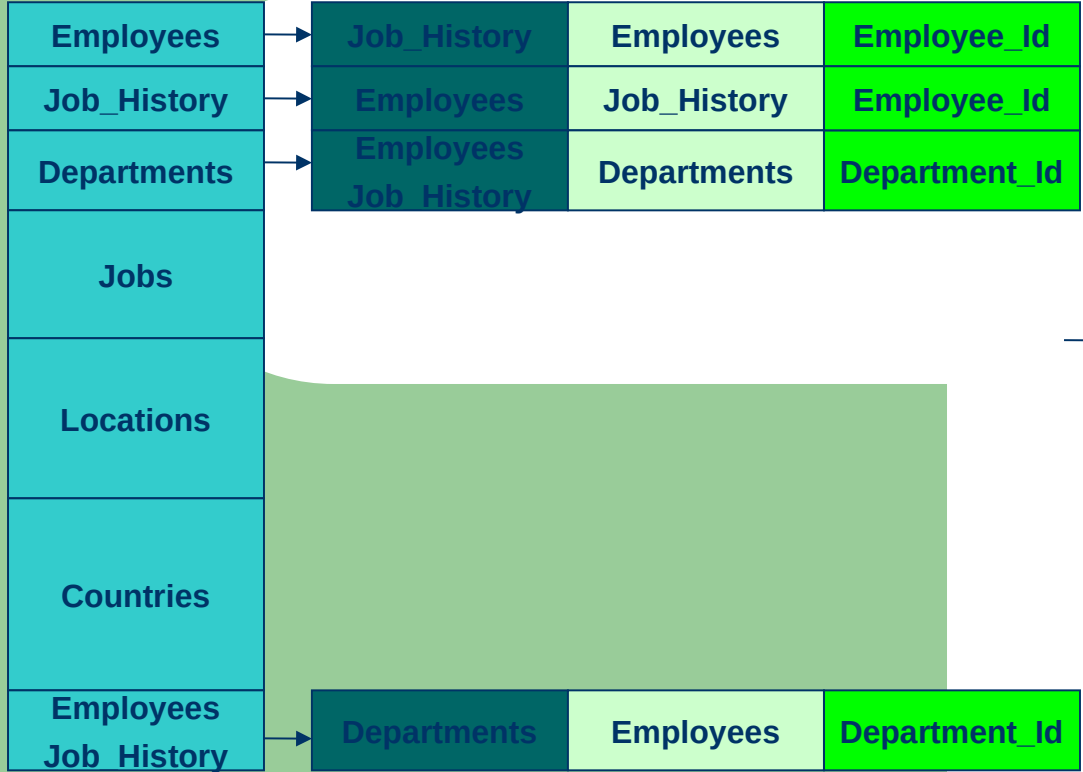 Employees Job_History Employees Employee_Id
Job_History Employees Job_History Employee_Id
Departments Employees Departments Department_Id
Job_History
Jobs
Locations
Countries
Employees Departments Employees Department_Id
Job_History